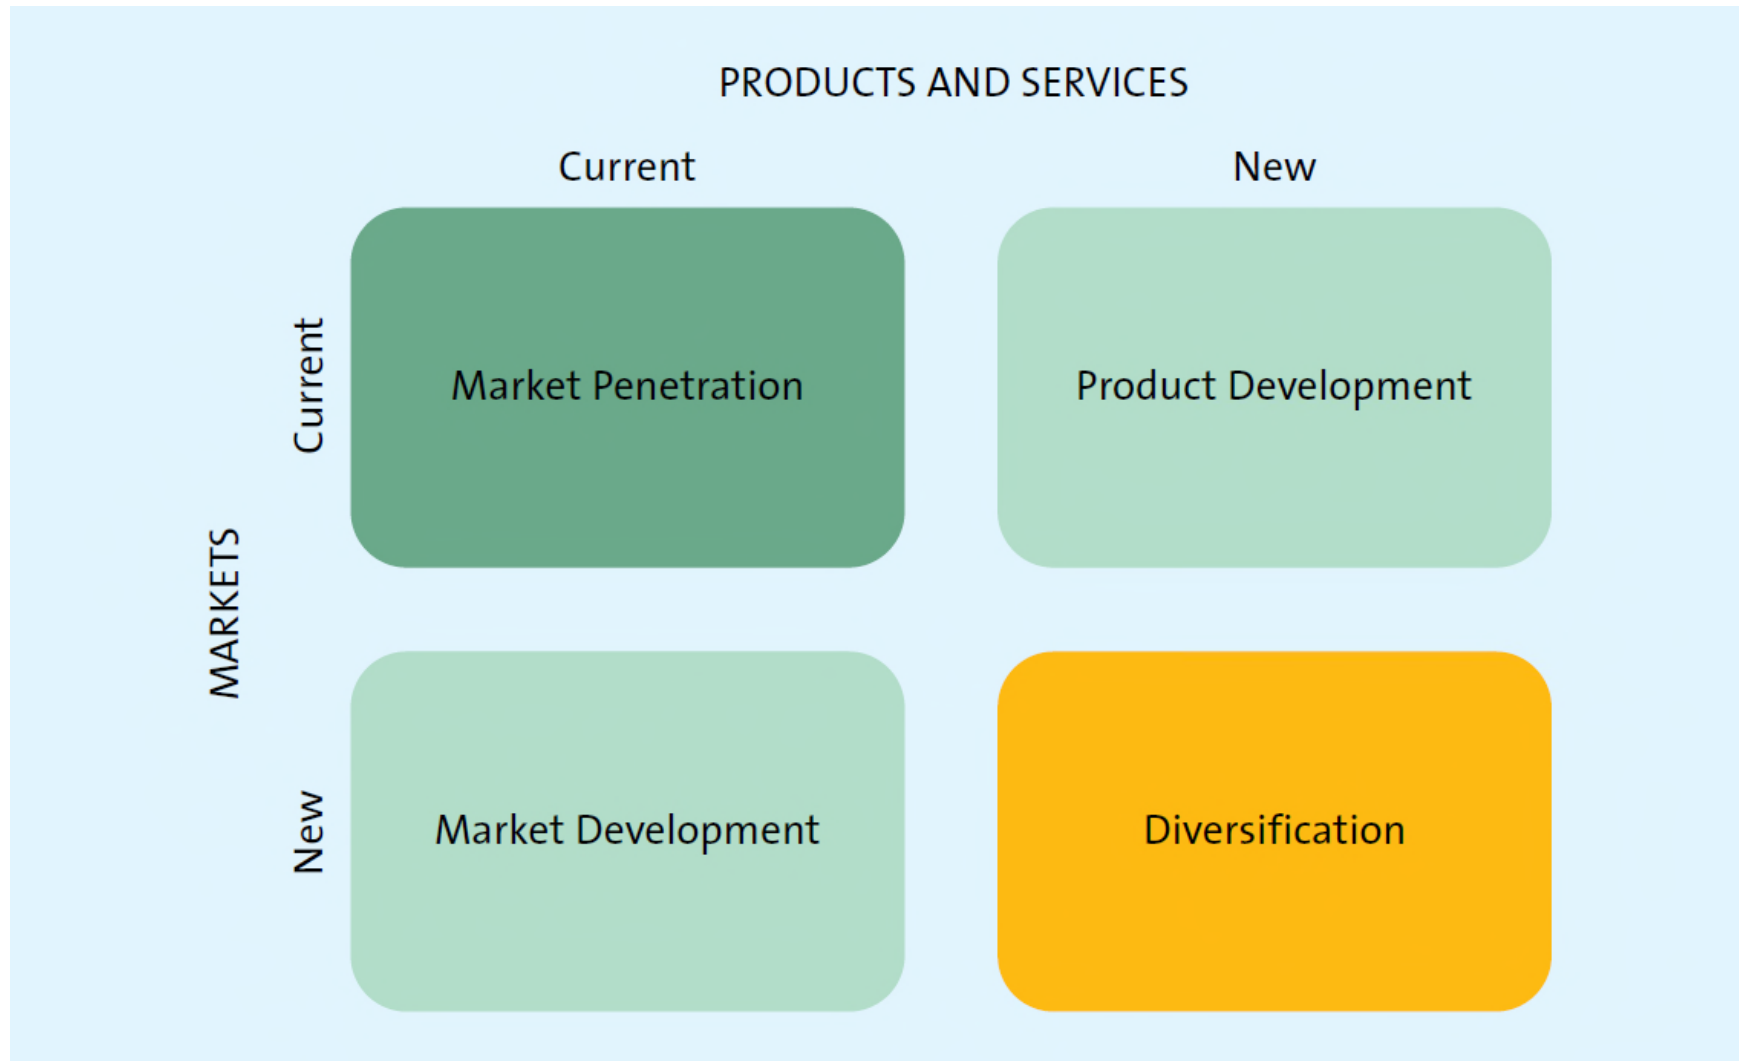 PRODUCTS AND SERVICES
Current
New
MARKETS
Current
Market Penetration
Product Development
New
Market Development
Diversification